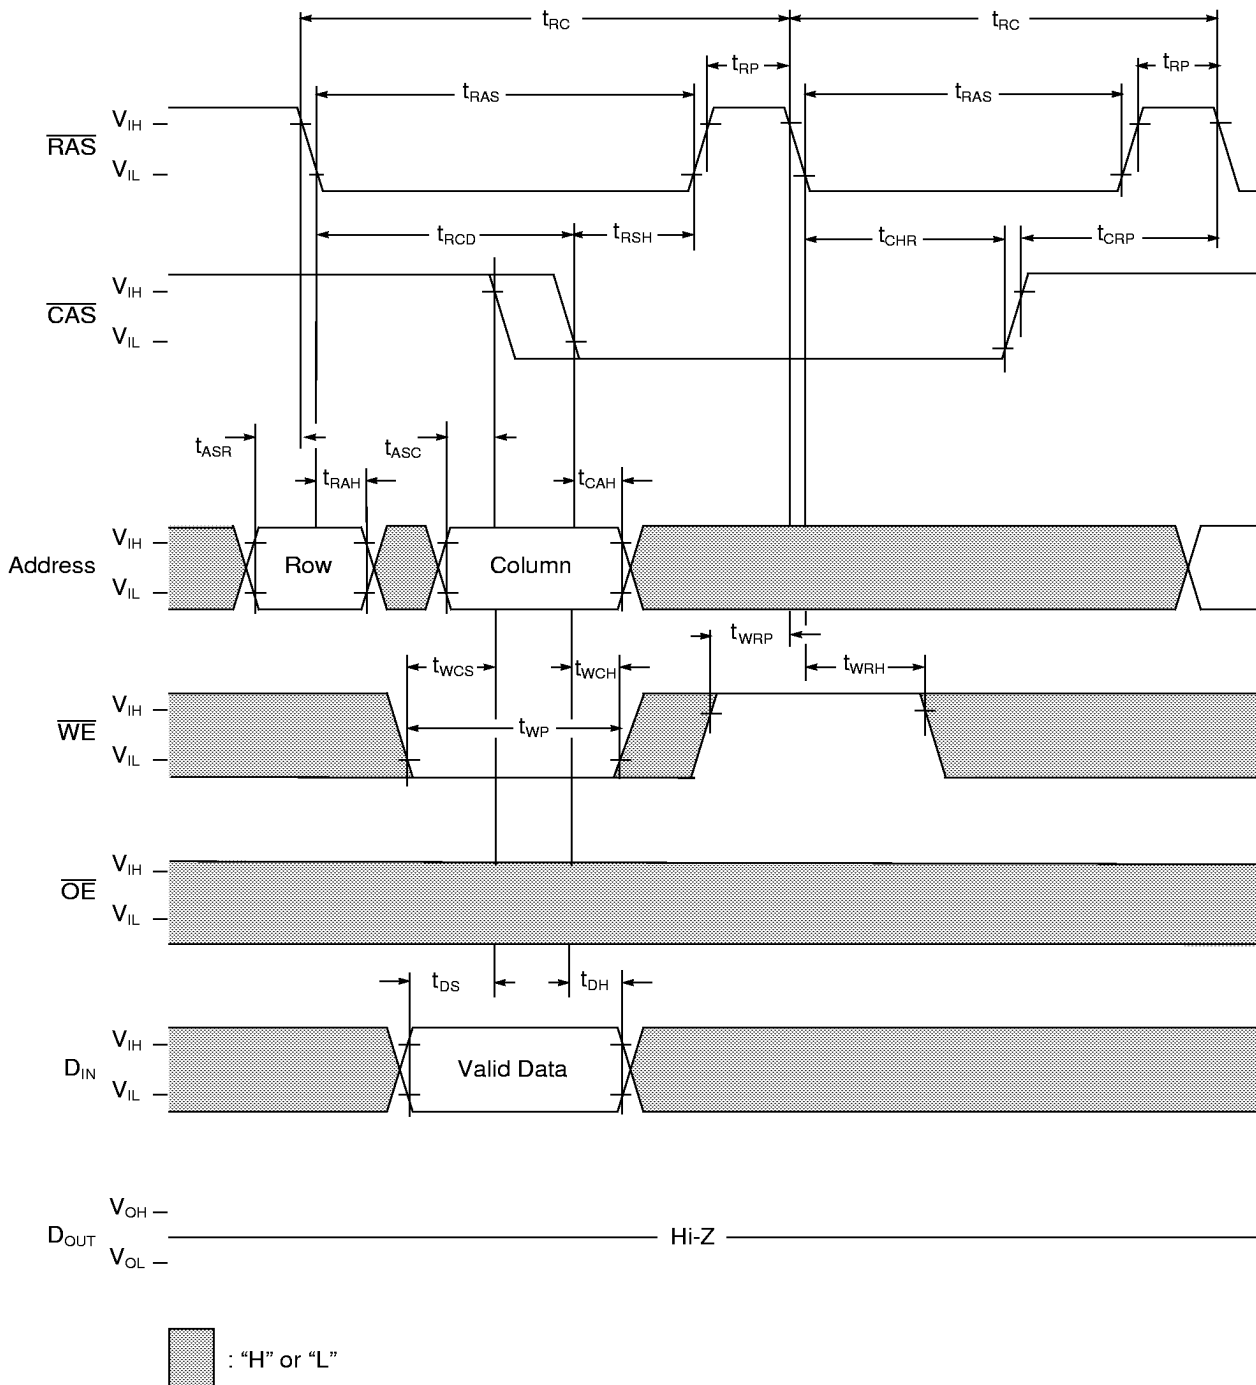 tRC tRC
tRP tRP
tRAS tRAS
VIH
RAS
VIL
tRCD tRSH tCHR tCRP
VIH
CAS
VIL
tASR tASC
tRAH tCAH
VIH
Address Row Column
VIL
tWRP
tWCS tWCH tWRH
VIH
WE tWP
VIL
VIH
OE
VIL
tDS tDH
VIH
DIN Valid Data
VIL
VOH
DOUT Hi-Z
VOL
: “H” or “L”